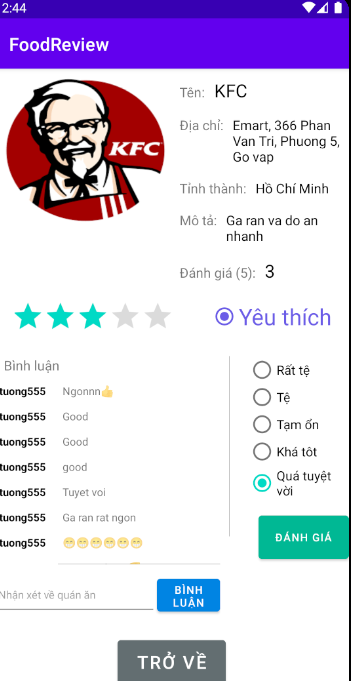 2:44
FoodReview
KFC
Tên: KFC
Địa chỉ: Emart, 366 Phan
Van Tri, Phuong 5,
Go vap
Tỉnh thành: Hồ Chí Minh
Mô tả: Ga ran va do an
nhanh
Đánh giá (5): 3
Yêu thích
Bình luận
tuong555 Ngonnn👍
tuong555 Good
tuong555 Good
tuong555 good
tuong555 Tuyet voi
tuong555 Ga ran rat ngon
tuong555 😁😁😁😁😁😁
Nhận xét về quán ăn
BÌNH
LUẬN
Rất tệ
Tệ
Tạm ổn
Khá tôt
Quá tuyệt
vời
ĐÁNH GIÁ
TRỞ VỀ